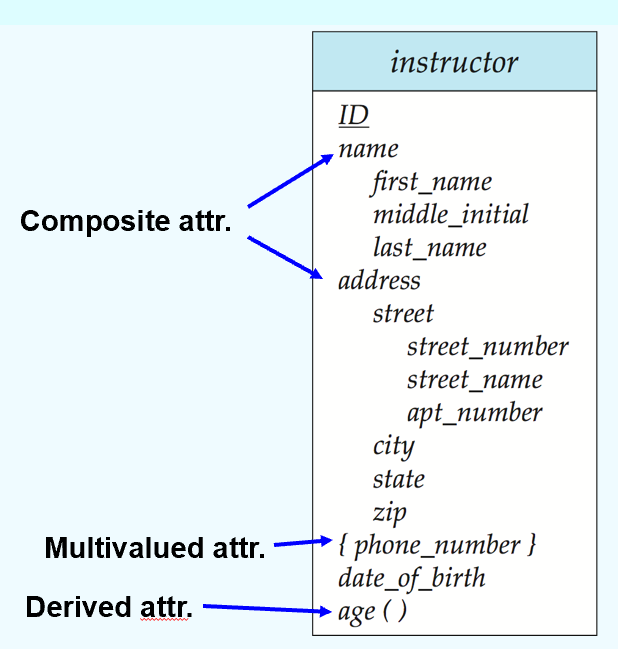 instructor
ID
name
first_name
middle_initial
last_name
Composite attr.
address
street
street_number
street_name
apt_number
city
state
zip
Multivalued attr.
{ phone_number }
date_of_birth
Derived attr.
age ( )